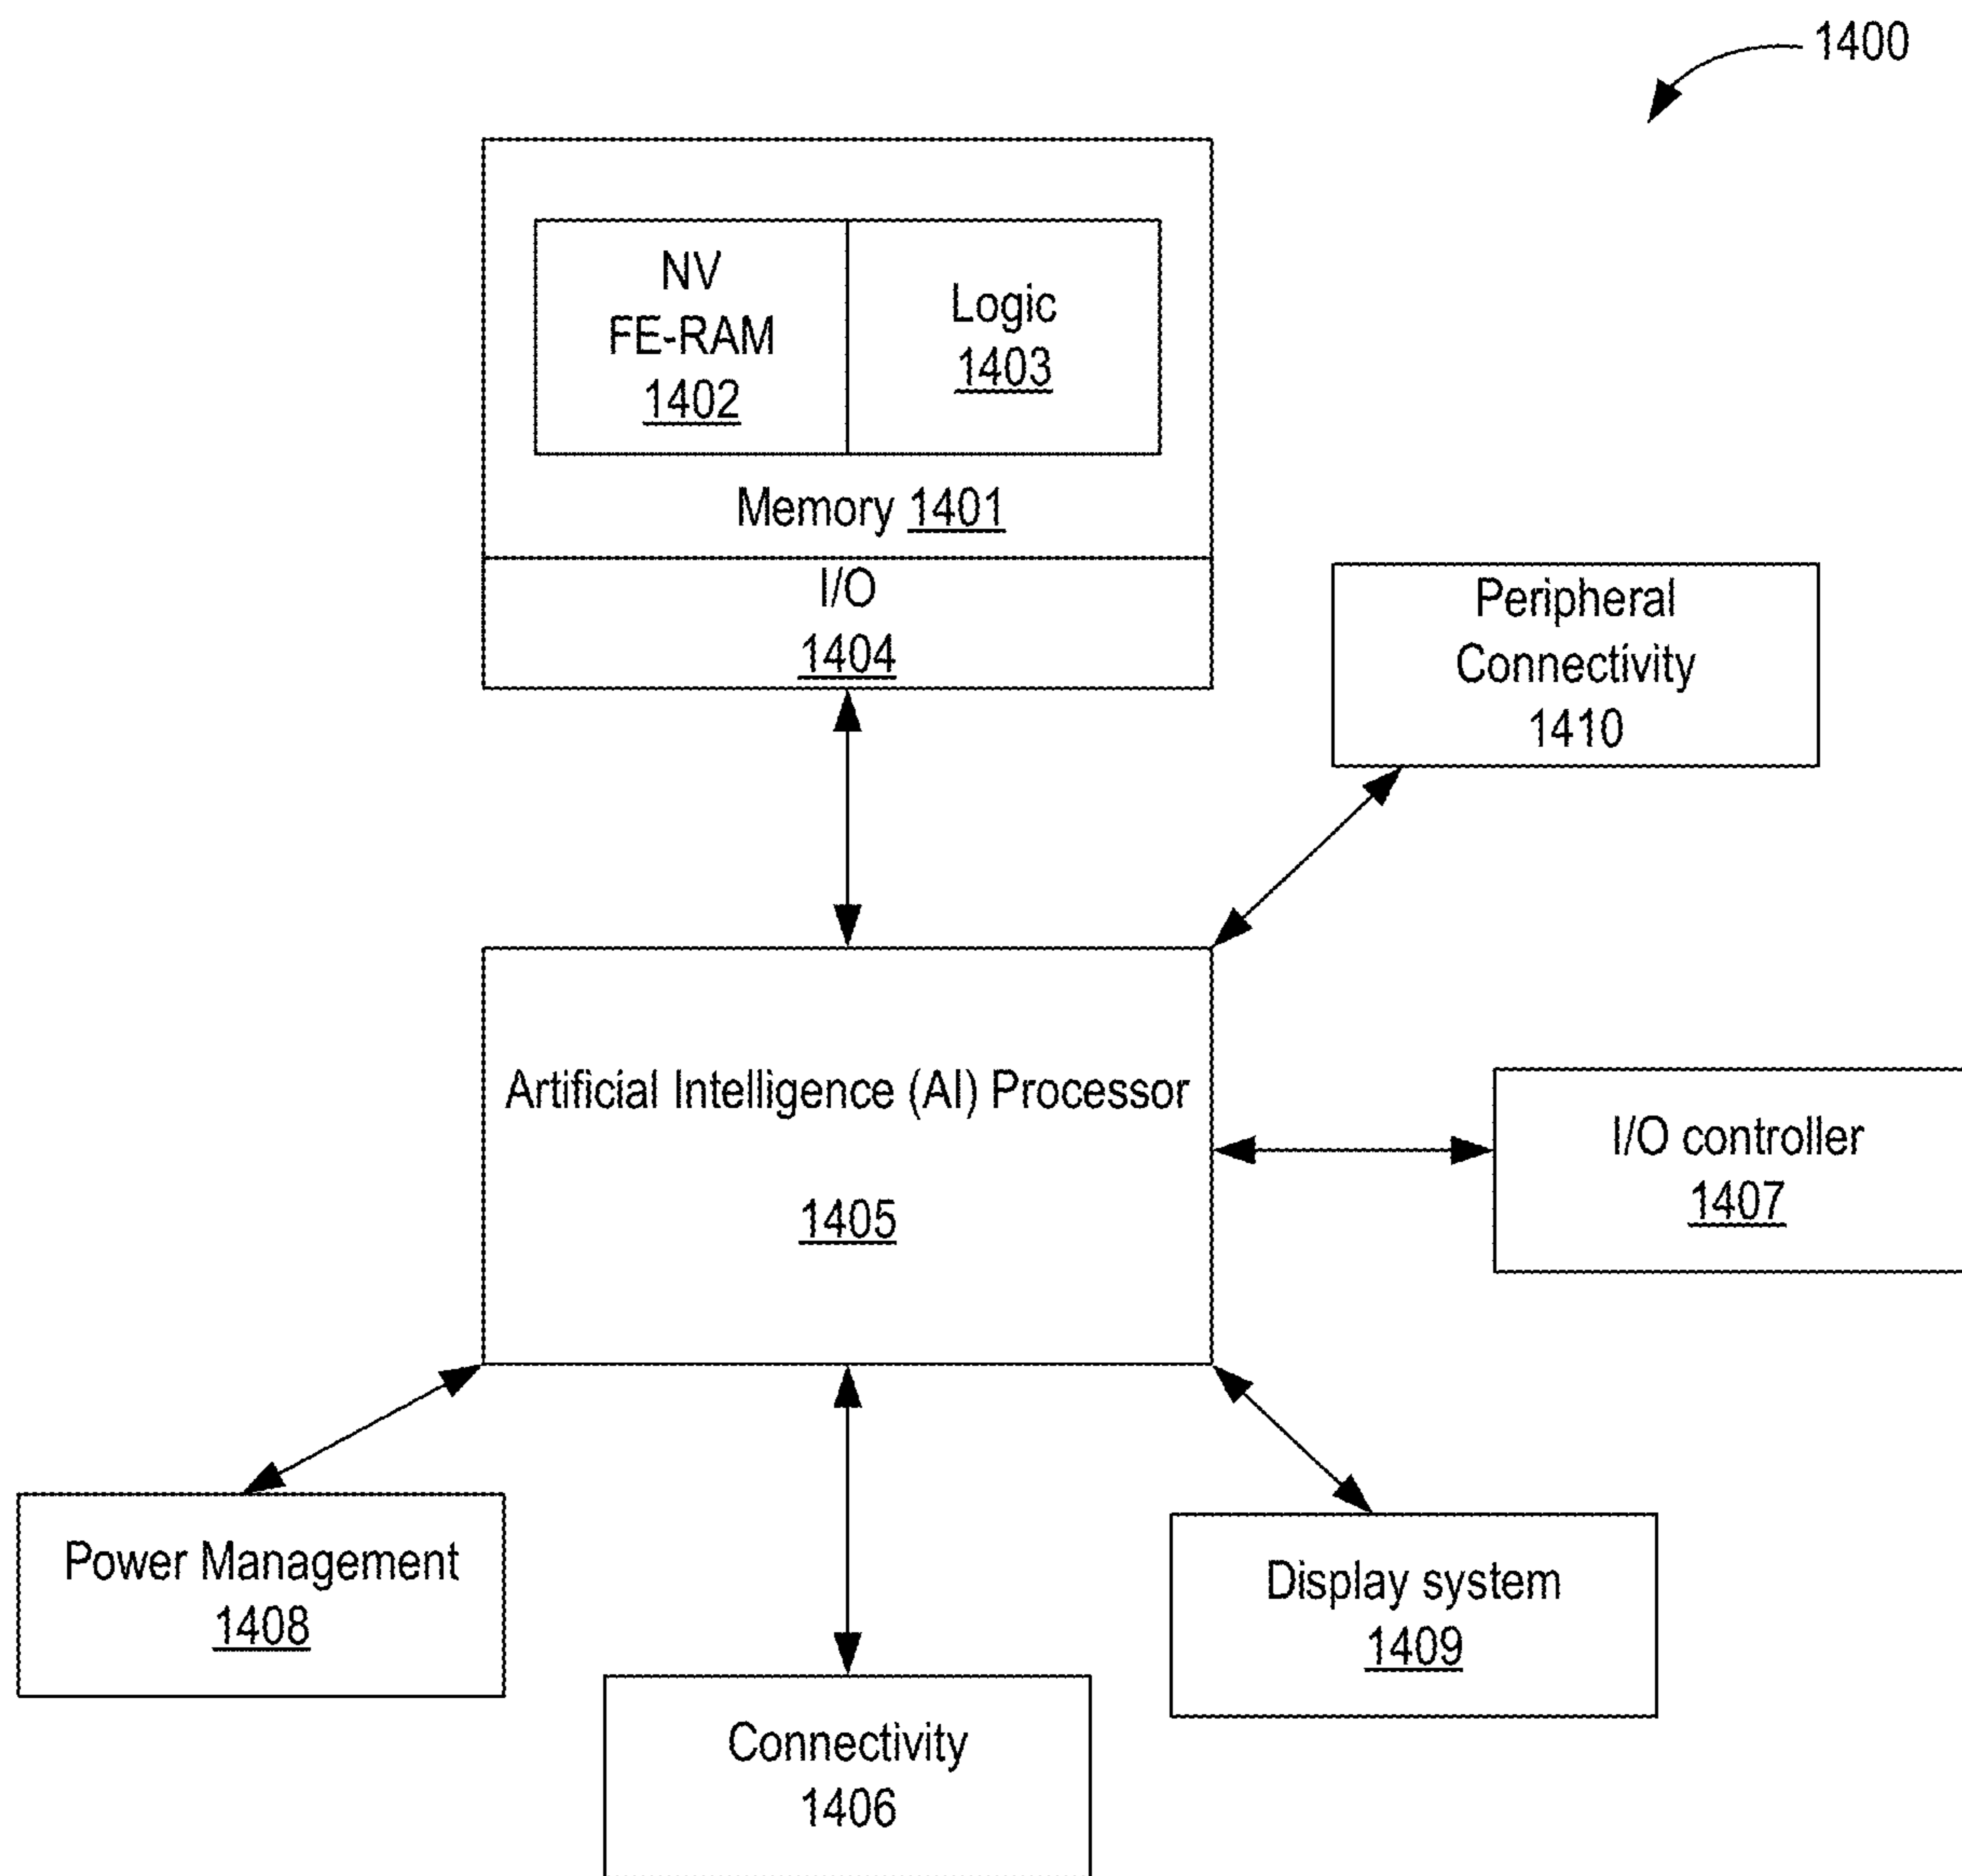 1400
NV
FE-RAM
1402
Logic
1403
Memory 1401
I/O
1404
Peripheral
Connectivity
1410
Artificial Intelligence (AI) Processor
1405
I/O controller
1407
Power Management
1408
Display system
1409
Connectivity
1406